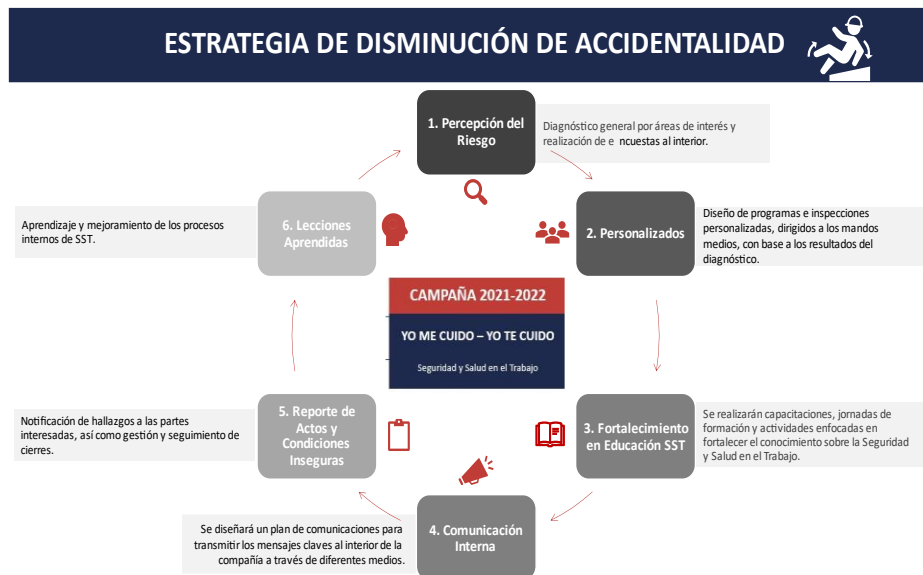 ESTRATEGIA DE DISMINUCIÓN DE ACCIDENTALIDAD
1. Percepción del
Riesgo
Diagnóstico general por áreas de interés y
realización de e ncuestas al interior.
2. Personalizados
Diseño de programas e inspecciones
personalizadas, dirigidos a los mandos
medios, con base a los resultados del
diagnóstico.
3. Fortalecimiento
en Educación SST
Se realizarán capacitaciones, jornadas de
formación y actividades enfocadas en
fortalecer el conocimiento sobre la Seguridad
y Salud en el Trabajo.
4. Comunicación
Interna
Se diseñará un plan de comunicaciones para
transmitir los mensajes claves al interior de la
compañía a través de diferentes medios.
5. Reporte de
Actos y
Condiciones
Inseguras
Notificación de hallazgos a las partes
interesadas, así como gestión y seguimiento de
cierres.
6. Lecciones
Aprendidas
Aprendizaje y mejoramiento de los procesos
internos de SST.
CAMPAÑA 2021-2022
YO ME CUIDO – YO TE CUIDO
Seguridad y Salud en el Trabajo